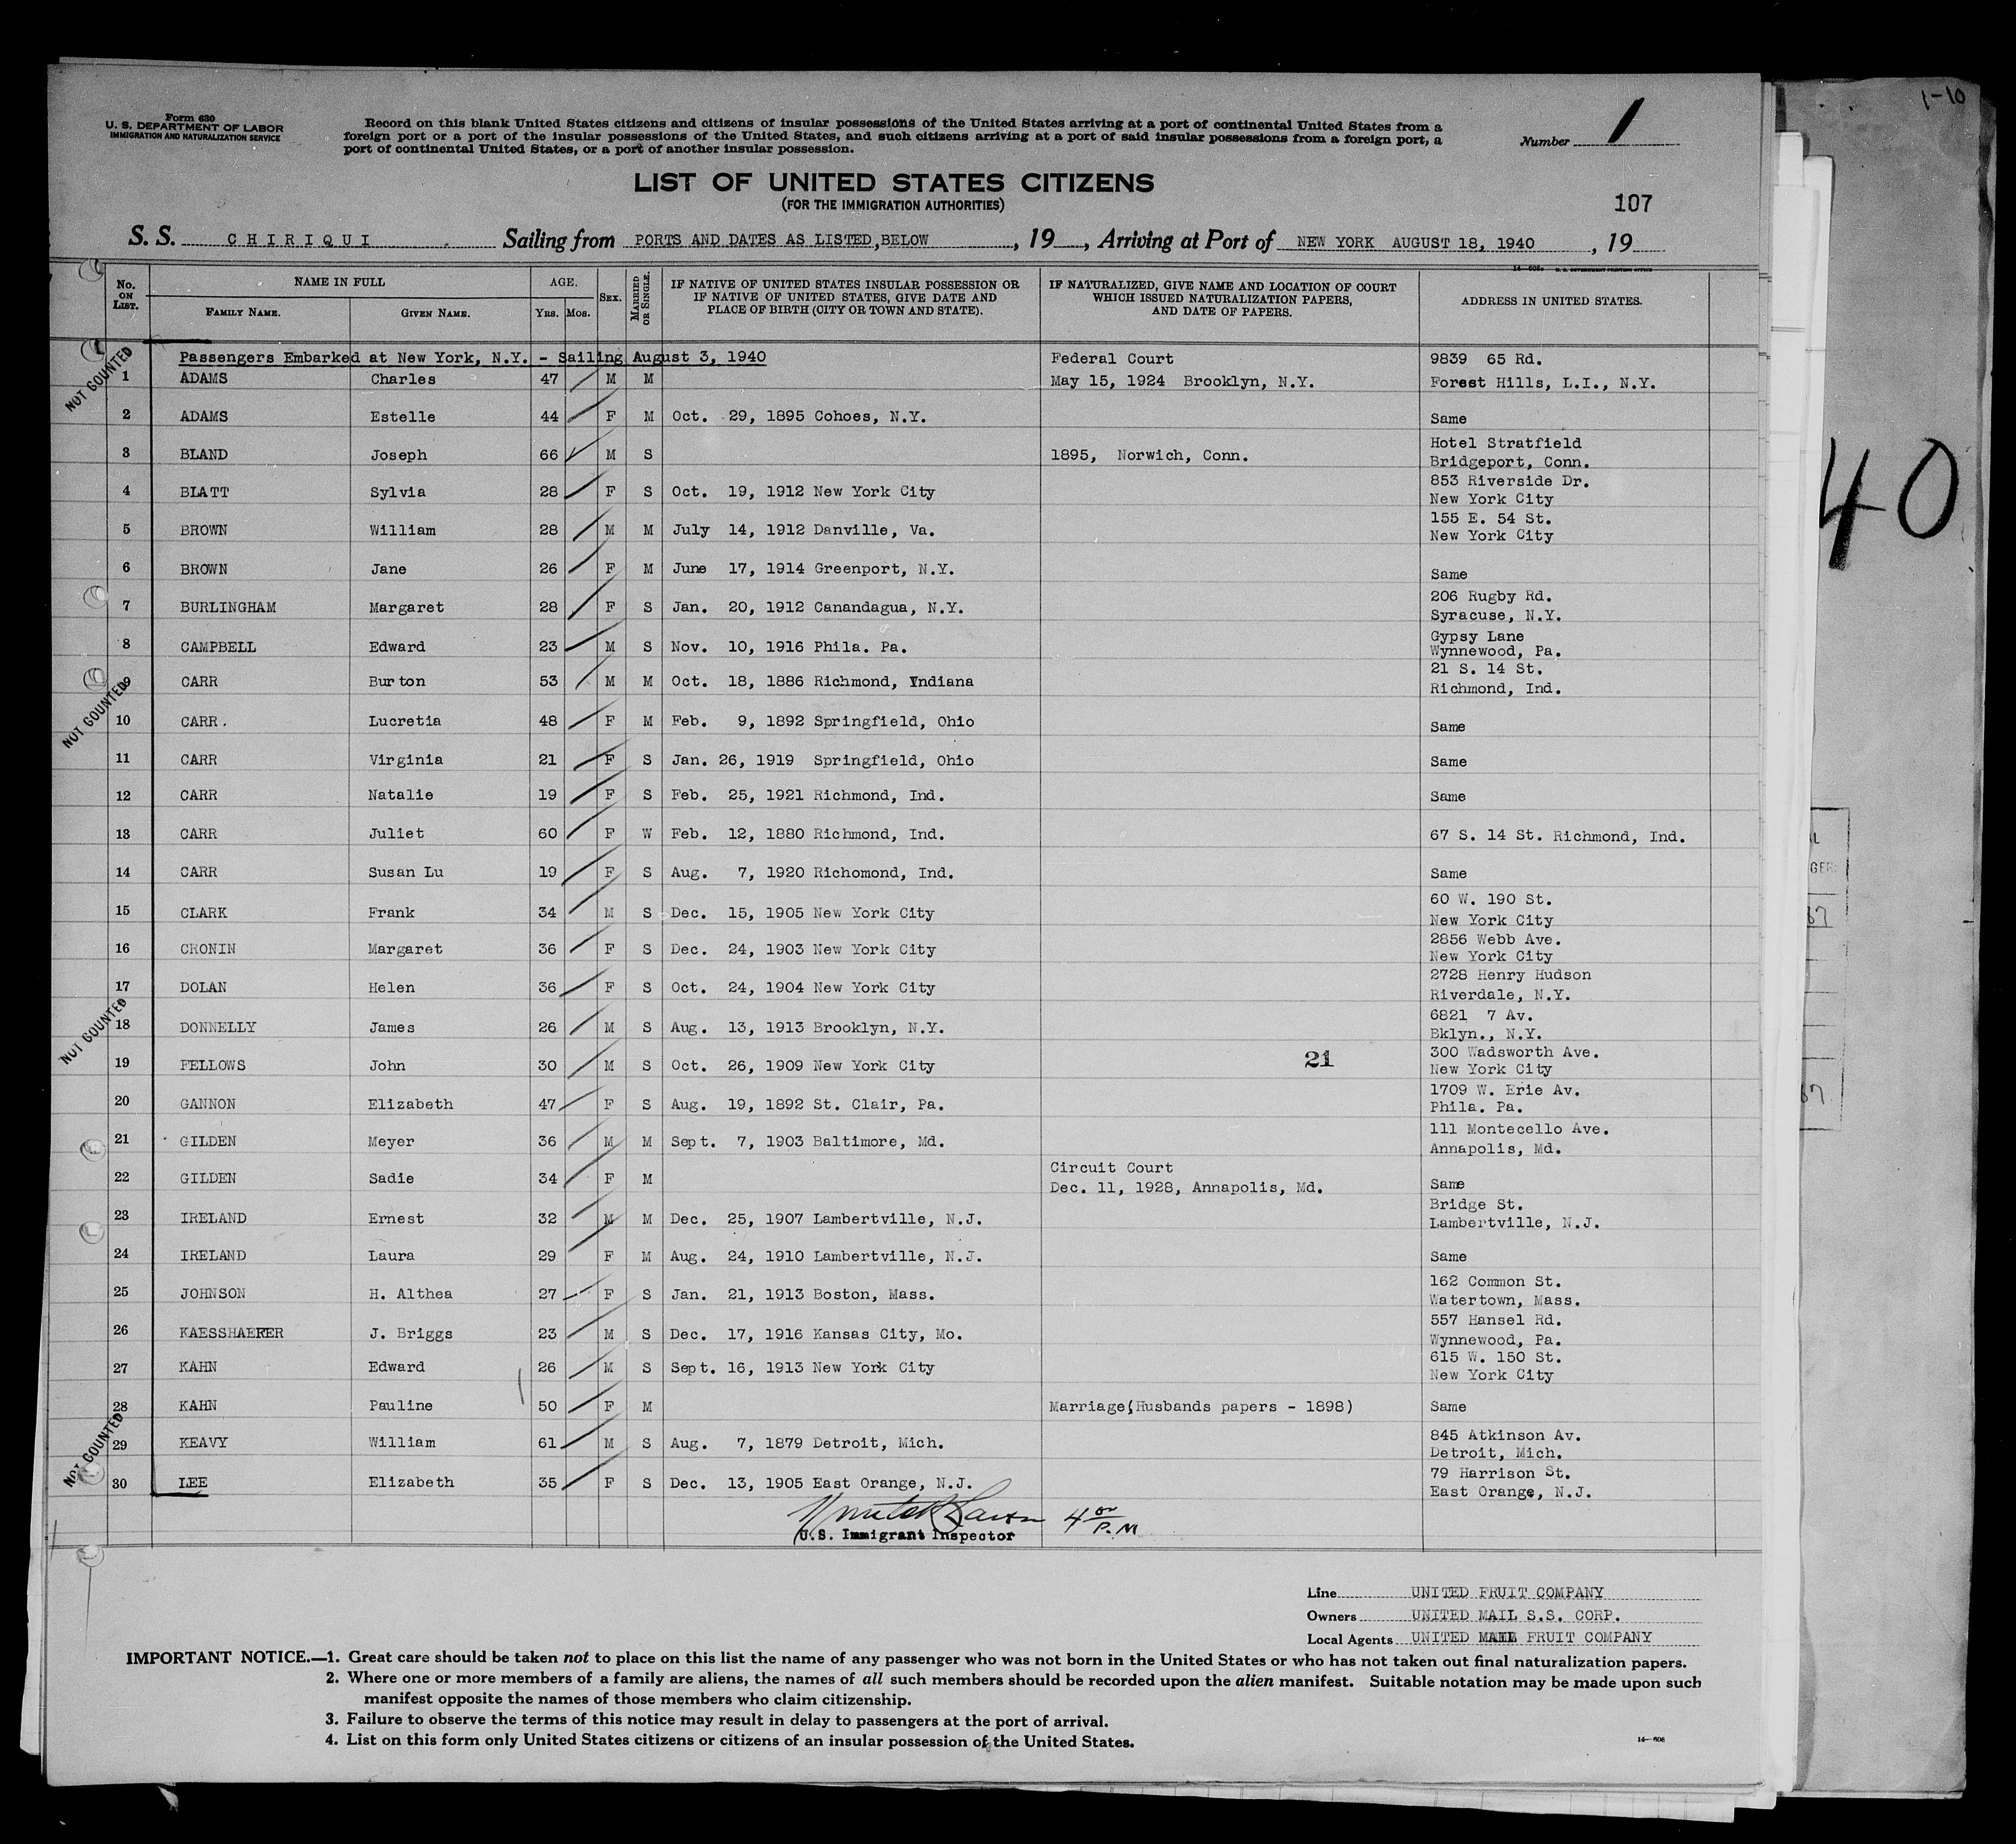 1-10
Form 630
U. S. DEPARTMENT OF LABOR
IMMIGRATION AND NATURALIZATION SERVICE
Record on this blank United States citizens and citizens of insular possessions of the United States arriving at a port of continental United States from a
foreign port or a port of the insular possessions of the United States, and such citizens arriving at a port of said insular possessions from a foreign port, a
port of continental United States, or a port of another insular possession.
Number 1
LIST OF UNITED STATES CITIZENS
(FOR THE IMMIGRATION AUTHORITIES)
107
S. S. CHIRIQUI Sailing from PORTS AND DATES AS LISTED,BELOW , 19 , Arriving at Port of NEW YORK AUGUST 18, 1940 , 19
No. ON LIST. NAME IN FULL FAMILY NAME. GIVEN NAME. AGE. YRS. MOS. SEX. MARRIED OR SINGLE. IF NATIVE OF UNITED STATES INSULAR POSSESSION OR IF NATIVE OF UNITED STATES, GIVE DATE AND PLACE OF BIRTH (CITY OR TOWN AND STATE). IF NATURALIZED, GIVE NAME AND LOCATION OF COURT WHICH ISSUED NATURALIZATION PAPERS, AND DATE OF PAPERS. ADDRESS IN UNITED STATES.
Passengers Embarked at New York, N.Y. - Sailing August 3, 1940 Federal Court 9839 65 Rd.
NOT COUNTED
1 ADAMS Charles 47 M M May 15, 1924 Brooklyn, N.Y. Forest Hills, L.I., N.Y.
2 ADAMS Estelle 44 F M Oct. 29, 1895 Cohoes, N.Y. Same
Hotel Stratfield
3 BLAND Joseph 66 M S 1895, Norwich, Conn. Bridgeport, Conn.
853 Riverside Dr.
4 BLATT Sylvia 28 F S Oct. 19, 1912 New York City New York City
155 E. 54 St.
5 BROWN William 28 M M July 14, 1912 Danville, Va. New York City
6 BROWN Jane 26 F M June 17, 1914 Greenport, N.Y. Same
206 Rugby Rd.
7 BURLINGHAM Margaret 28 F S Jan. 20, 1912 Canandagua, N.Y. Syracuse, N.Y.
Gypsy Lane
8 CAMPBELL Edward 23 M S Nov. 10, 1916 Phila. Pa. Wynnewood, Pa.
21 S. 14 St.
9 CARR Burton 53 M M Oct. 18, 1886 Richmond, Indiana Richmond, Ind.
NOT COUNTED
10 CARR. Lucretia 48 F M Feb. 9, 1892 Springfield, Ohio Same
11 CARR Virginia 21 F S Jan. 26, 1919 Springfield, Ohio Same
12 CARR Natalie 19 F S Feb. 25, 1921 Richmond, Ind. Same
13 CARR Juliet 60 F W Feb. 12, 1880 Richmond, Ind. 67 S. 14 St. Richmond, Ind.
14 CARR Susan Lu 19 F S Aug. 7, 1920 Richomond, Ind. Same
60 W. 190 St.
15 CLARK Frank 34 M S Dec. 15, 1905 New York City New York City
2856 Webb Ave.
16 CRONIN Margaret 36 F S Dec. 24, 1903 New York City New York City
2728 Henry Hudson
17 DOLAN Helen 36 F S Oct. 24, 1904 New York City Riverdale, N.Y.
NOT COUNTED
6821 7 Av.
18 DONNELLY James 26 M S Aug. 13, 1913 Brooklyn, N.Y. Bklyn., N.Y.
300 Wadsworth Ave.
19 FELLOWS John 30 M S Oct. 26, 1909 New York City 21 New York City
1709 W. Erie Av.
20 GANNON Elizabeth 47 F S Aug. 19, 1892 St. Clair, Pa. Phila. Pa.
111 Montecello Ave.
21 GILDEN Meyer 36 M M Sept. 7, 1903 Baltimore, Md. Annapolis, Md.
Circuit Court
22 GILDEN Sadie 34 F M Dec. 11, 1928, Annapolis, Md. Same
Bridge St.
23 IRELAND Ernest 32 M M Dec. 25, 1907 Lambertville, N.J. Lambertville, N.J.
24 IRELAND Laura 29 F M Aug. 24, 1910 Lambertville, N.J. Same
162 Common St.
25 JOHNSON H. Althea 27 F S Jan. 21, 1913 Boston, Mass. Watertown, Mass.
557 Hansel Rd.
26 KAESSHAEFER J. Briggs 23 M S Dec. 17, 1916 Kansas City, Mo. Wynnewood, Pa.
615 W. 150 St.
27 KAHN Edward 26 M S Sept. 16, 1913 New York City New York City
28 KAHN Pauline 50 F M Marriage(Husbands papers - 1898) Same
NOT COUNTED
845 Atkinson Av.
29 KEAVY William 61 M S Aug. 7, 1879 Detroit, Mich. Detroit, Mich.
79 Harrison St.
30 LEE Elizabeth 35 F S Dec. 13, 1905 East Orange, N.J. East Orange, N.J.
4 00 P.M
U.S. Immigrant Inspector
Line UNITED FRUIT COMPANY
Owners UNITED MAIL S.S. CORP.
Local Agents UNITED FRUIT COMPANY
IMPORTANT NOTICE.—1. Great care should be taken not to place on this list the name of any passenger who was not born in the United States or who has not taken out final naturalization papers.
2. Where one or more members of a family are aliens, the names of all such members should be recorded upon the alien manifest. Suitable notation may be made upon such
manifest opposite the names of those members who claim citizenship.
3. Failure to observe the terms of this notice may result in delay to passengers at the port of arrival.
4. List on this form only United States citizens or citizens of an insular possession of the United States.
14—608
40